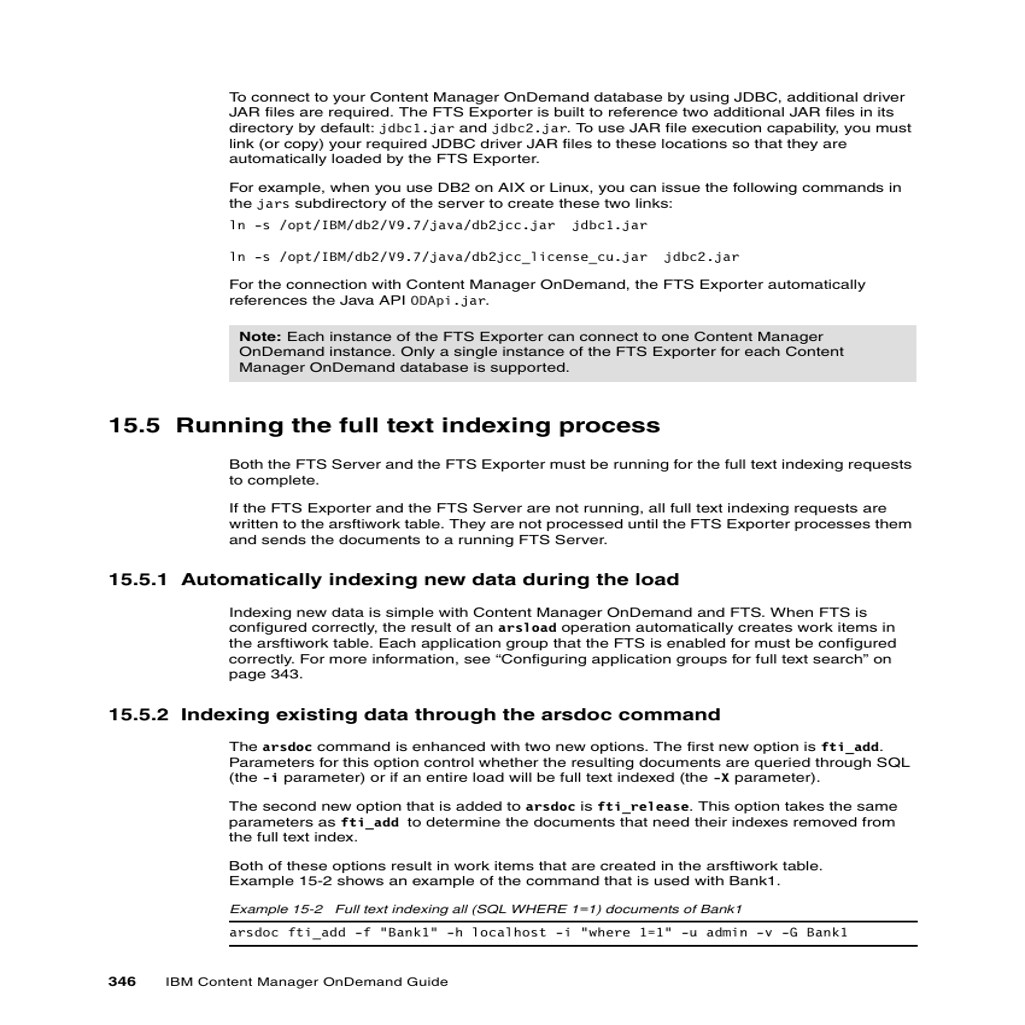 To connect to your Content Manager OnDemand database by using JDBC, additional driver
JAR files are required. The FTS Exporter is built to reference two additional JAR files in its
directory by default: jdbc1.jar and jdbc2.jar. To use JAR file execution capability, you must
link (or copy) your required JDBC driver JAR files to these locations so that they are
automatically loaded by the FTS Exporter.
For example, when you use DB2 on AIX or Linux, you can issue the following commands in
the jars subdirectory of the server to create these two links:
ln -s /opt/IBM/db2/V9.7/java/db2jcc.jar  jdbc1.jar
ln -s /opt/IBM/db2/V9.7/java/db2jcc_license_cu.jar  jdbc2.jar
For the connection with Content Manager OnDemand, the FTS Exporter automatically
references the Java API ODApi.jar.
Note: Each instance of the FTS Exporter can connect to one Content Manager
OnDemand instance. Only a single instance of the FTS Exporter for each Content
Manager OnDemand database is supported.
15.5 Running the full text indexing process
Both the FTS Server and the FTS Exporter must be running for the full text indexing requests
to complete.
If the FTS Exporter and the FTS Server are not running, all full text indexing requests are
written to the arsftiwork table. They are not processed until the FTS Exporter processes them
and sends the documents to a running FTS Server.
15.5.1 Automatically indexing new data during the load
Indexing new data is simple with Content Manager OnDemand and FTS. When FTS is
configured correctly, the result of an arsload operation automatically creates work items in
the arsftiwork table. Each application group that the FTS is enabled for must be configured
correctly. For more information, see “Configuring application groups for full text search” on
page 343.
15.5.2 Indexing existing data through the arsdoc command
The arsdoc command is enhanced with two new options. The first new option is fti_add.
Parameters for this option control whether the resulting documents are queried through SQL
(the -i parameter) or if an entire load will be full text indexed (the -X parameter).
The second new option that is added to arsdoc is fti_release. This option takes the same
parameters as fti_add to determine the documents that need their indexes removed from
the full text index.
Both of these options result in work items that are created in the arsftiwork table.
Example 15-2 shows an example of the command that is used with Bank1.
Example 15-2 Full text indexing all (SQL WHERE 1=1) documents of Bank1
arsdoc fti_add -f "Bank1" -h localhost -i "where 1=1" -u admin -v -G Bank1
346 IBM Content Manager OnDemand Guide